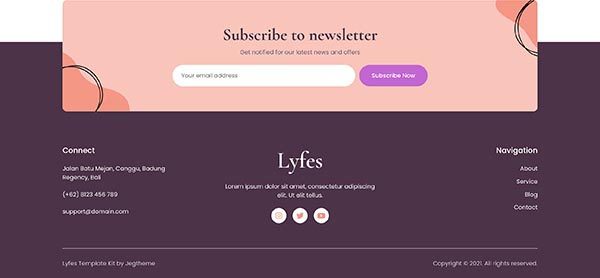 Subscribe to newsletter
Get notified for our latest news and offers
Your email address
Subscribe Now
Connect
Jalan Batu Mejan, Canggu, Badung
Regency, Bali
(+62) 8123 456 789
support@domain.com
Lyfes
Lorem ipsum dolor sit amet, consectetur adipiscing
elit. Ut elit tellus.
Navigation
About
Service
Blog
Contact
Lyfes Template Kit by Jegtheme
Copyright © 2021. All rights reserved.